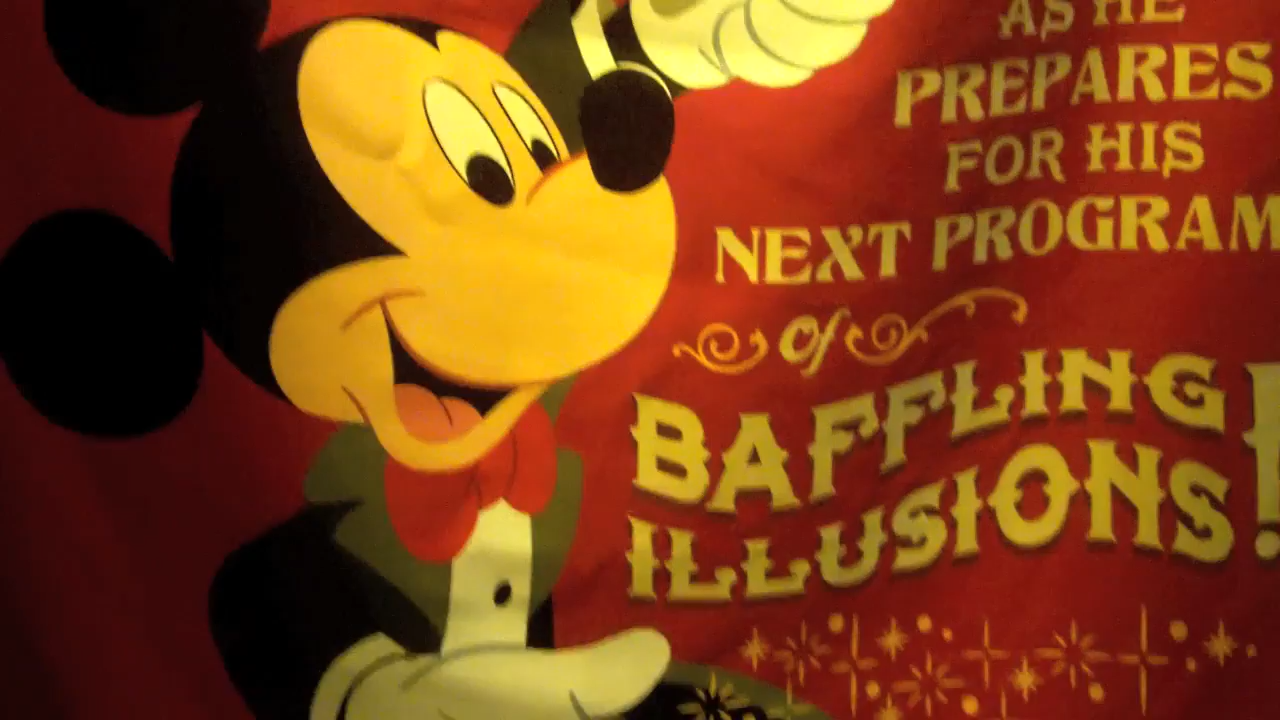 AS HE
PREPARES
FOR HIS
NEXT PROGRAM
of
BAFFLING
ILLUSIONS!